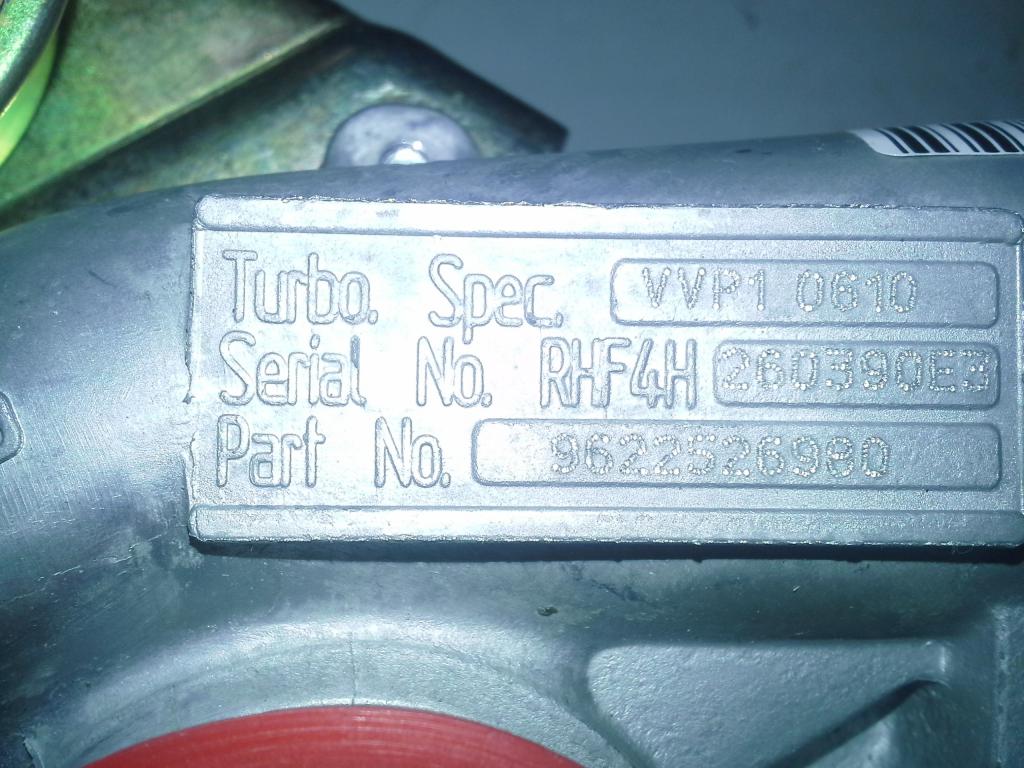 Turbo. Spec. VVP1 0610
Serial No. RHF4H 260390E3
Part No. 9622526980